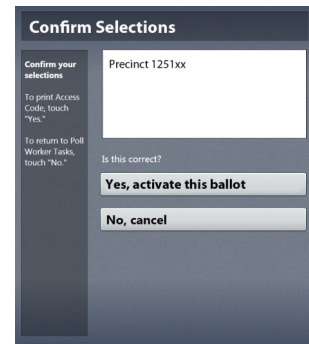 Confirm Selections
Confirm your
selections
To print Access
Code, touch
"Yes."
To return to Poll
Worker Tasks,
touch "No."
Precinct 1251xx
Is this correct?
Yes, activate this ballot
No, cancel